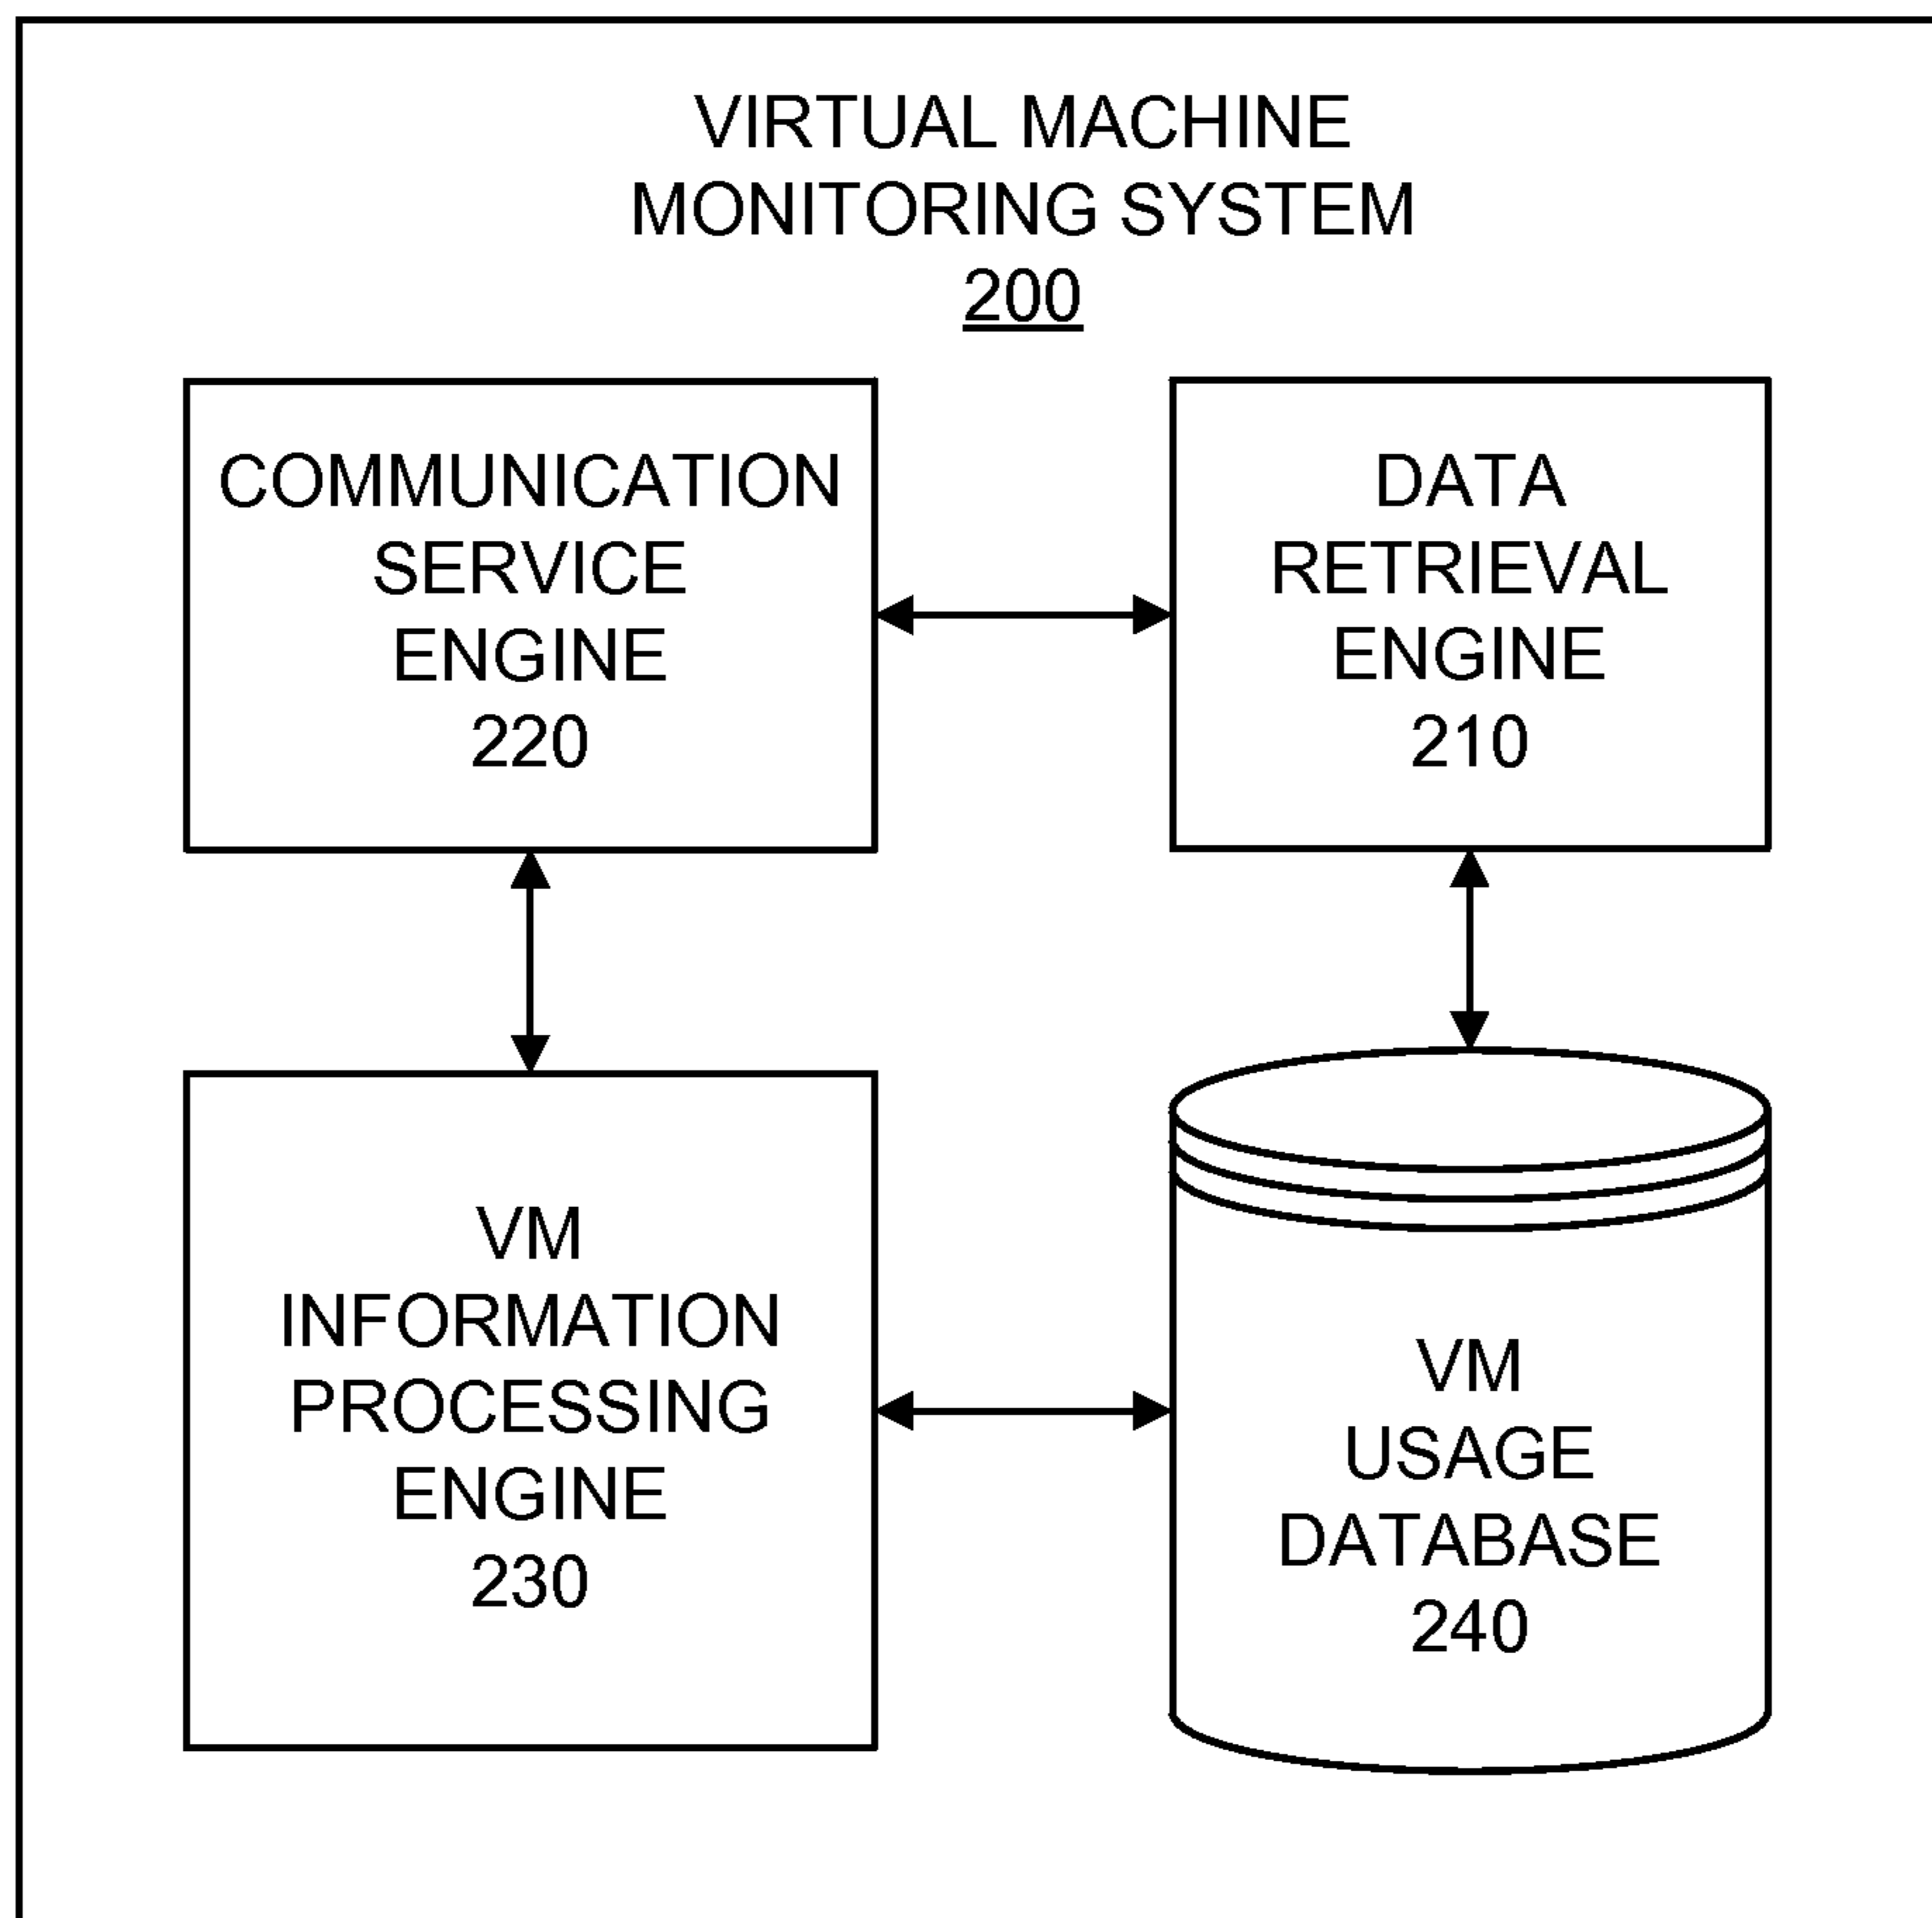 VIRTUAL MACHINE
MONITORING SYSTEM
200
COMMUNICATION
SERVICE
ENGINE
220
DATA
RETRIEVAL
ENGINE
210
VM
INFORMATION
PROCESSING
ENGINE
230
VM
USAGE
DATABASE
240